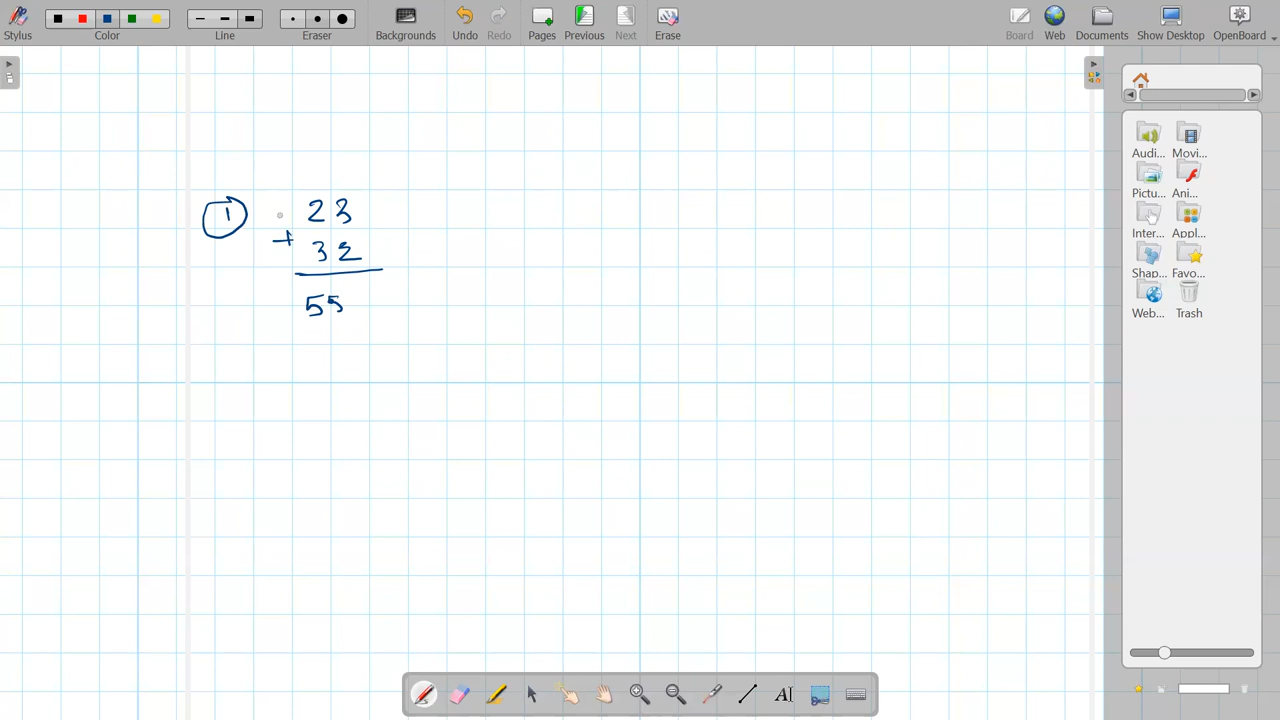 Stylus Color Line Eraser Backgrounds Undo Redo Pages Previous Next Erase Board Web Documents Show Desktop OpenBoard
Audi... Movi...
Pictu... Ani...
Inter... Appl...
Shap... Favo...
Web... Trash
1 23
+ 32
55
AI